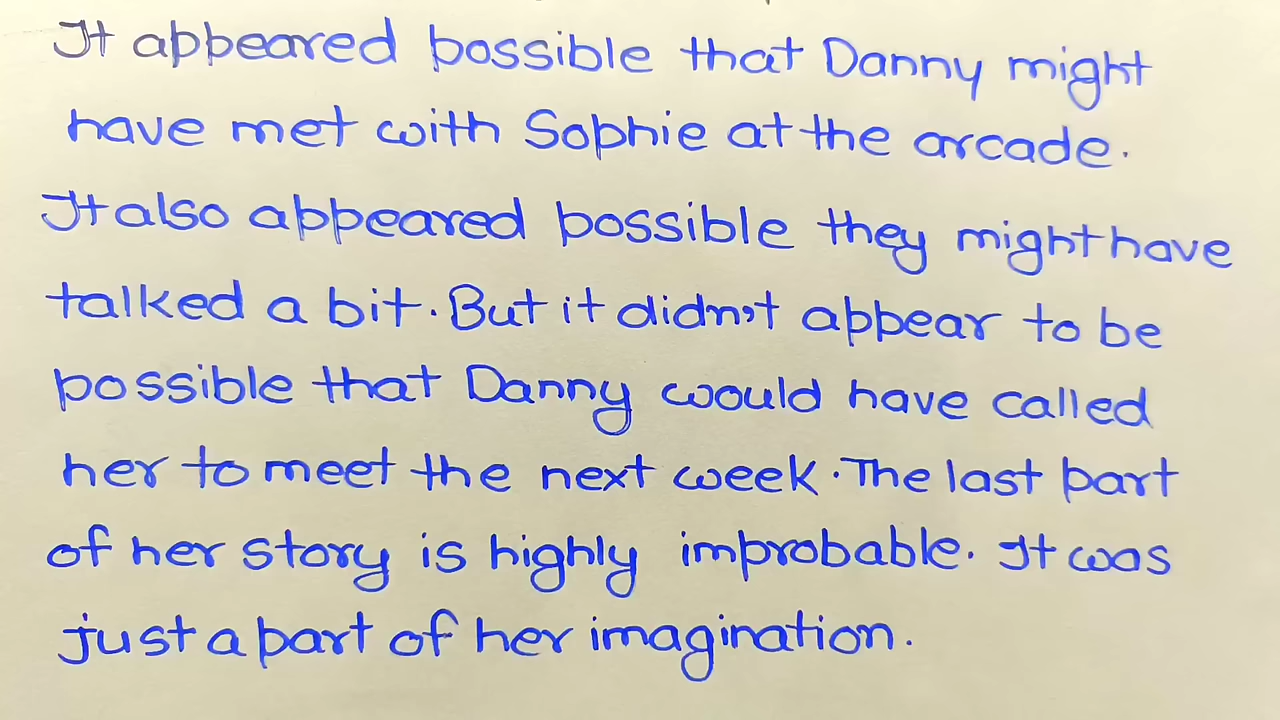 It appeared possible that Danny might
have met with Sophie at the arcade.
It also appeared possible they might have
talked a bit. But it didn't appear to be
possible that Danny would have called
her to meet the next week. The last part
of her story is highly improbable. It was
just a part of her imagination.